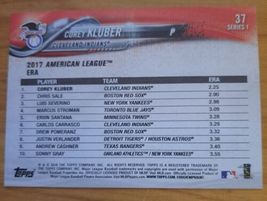 COREY KLUBER
CLEVELAND INDIANS®
P
37
SERIES 1
2017 AMERICAN LEAGUE™
ERA
PLAYER TEAM ERA
1. COREY KLUBER CLEVELAND INDIANS® 2.25
2. CHRIS SALE BOSTON RED SOX® 2.90
3. LUIS SEVERINO NEW YORK YANKEES® 2.98
4. MARCUS STROMAN TORONTO BLUE JAYS® 3.09
5. ERVIN SANTANA MINNESOTA TWINS® 3.28
6. CARLOS CARRASCO CLEVELAND INDIANS® 3.29
7. DREW POMERANZ BOSTON RED SOX® 3.32
8. JUSTIN VERLANDER DETROIT TIGERS® / HOUSTON ASTROS® 3.36
9. ANDREW CASHNER TEXAS RANGERS® 3.40
10. SONNY GRAY OAKLAND ATHLETICS® / NEW YORK YANKEES® 3.55
Topps